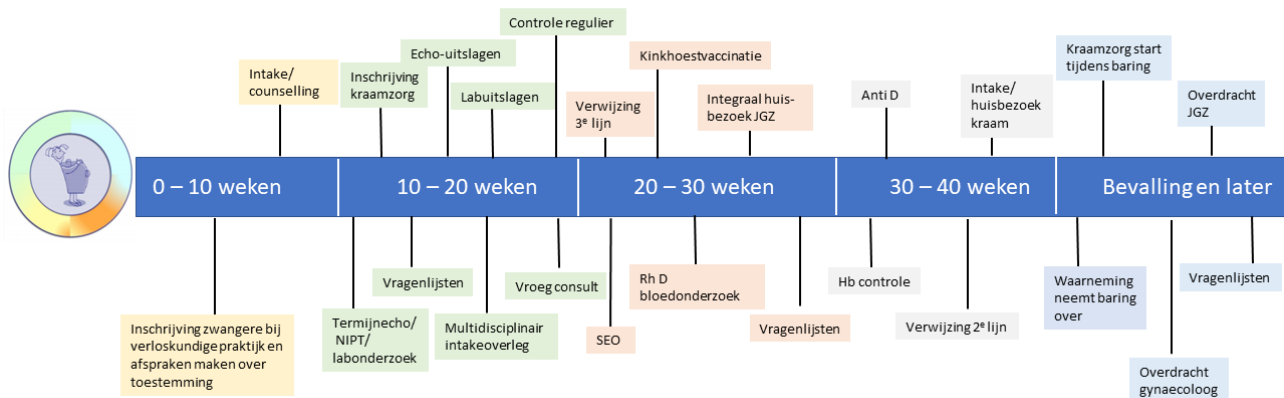 Controle regulier
Echo-uitslagen
Kinkhoestvaccinatie
Kraamzorg start
tijdens baring
Intake/
counselling
Inschrijving
kraamzorg
Labuitslagen
Verwijzing
3e lijn
Integraal huis-
bezoek JGZ
Anti D
Intake/
huisbezoek
kraam
Overdracht
JGZ
0 – 10 weken
10 – 20 weken
20 – 30 weken
30 – 40 weken
Bevalling en later
Inschrijving zwangere bij
verloskundige praktijk en
afspraken maken over
toestemming
Termijnecho/
NIPT/
labonderzoek
Vragenlijsten
Multidisciplinair
intakeoverleg
Vroeg consult
SEO
Rh D
bloedonderzoek
Vragenlijsten
Hb controle
Verwijzing 2e lijn
Waarneming
neemt baring
over
Overdracht
gynaecoloog
Vragenlijsten